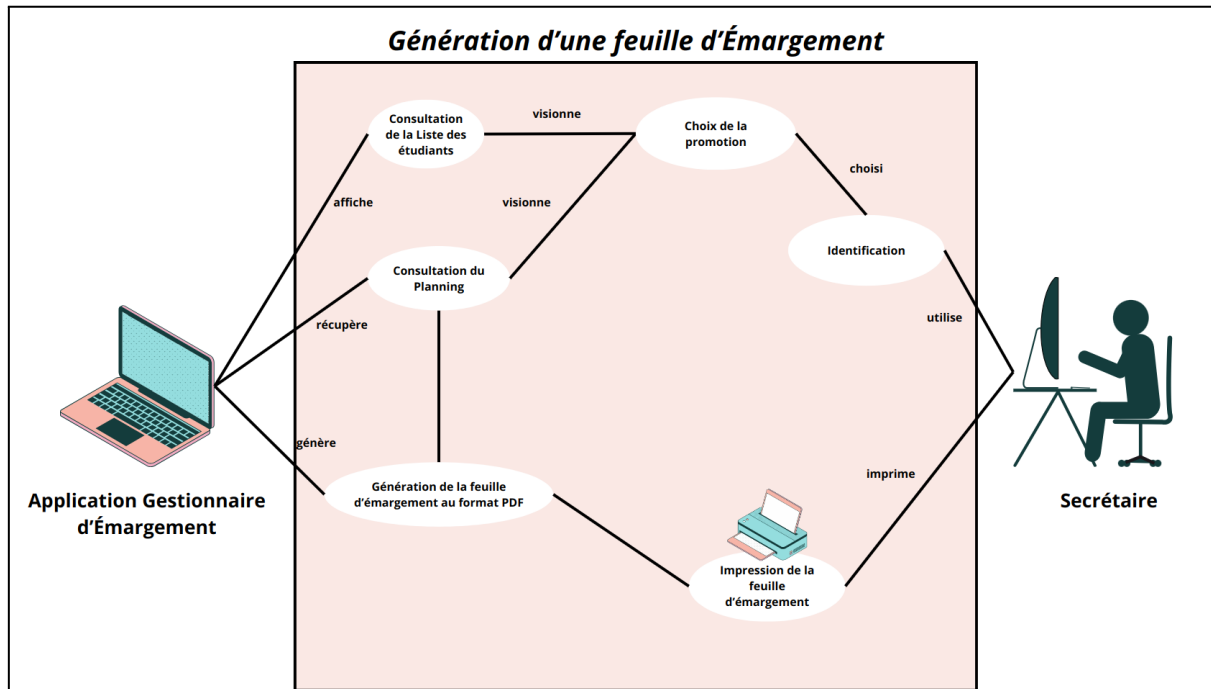 Génération d'une feuille d'Émargement
Consultation
de la Liste des
étudiants
visionne
Choix de la
promotion
choisi
affiche
visionne
Identification
Consultation du
Planning
récupère
utilise
génère
Génération de la feuille
d'émargement au format PDF
imprime
Application Gestionnaire
d'Émargement
Secrétaire
Impression de la
feuille
d'émargement